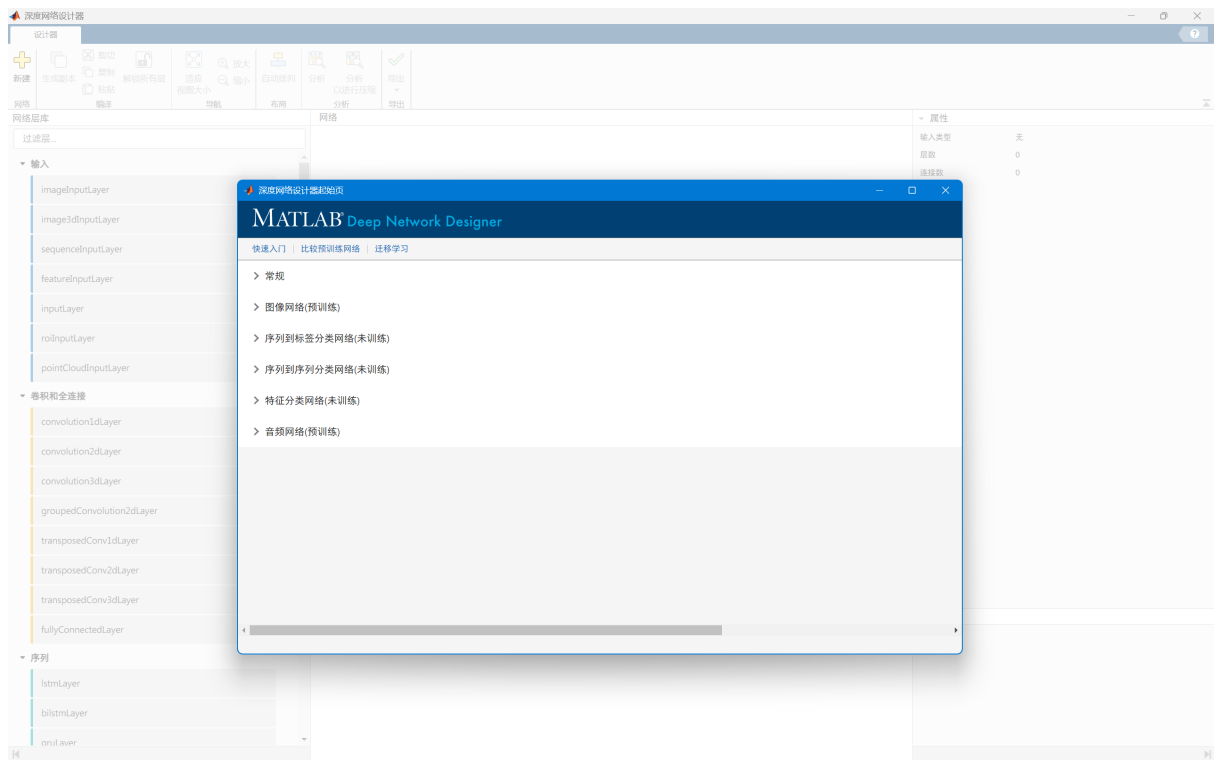 深度网络设计器
设计器
?
新建
生成副本
剪切
复制
粘贴
解锁所有层
适应
视图大小
放大
缩小
自动排列
分析
分析
以进行压缩
导出
网络
编译
导航
布局
分析
导出
网络层库
过滤层...
输入
imageInputLayer
image3dInputLayer
sequenceInputLayer
featureInputLayer
inputLayer
roiInputLayer
pointCloudInputLayer
卷积和全连接
convolution1dLayer
convolution2dLayer
convolution3dLayer
groupedConvolution2dLayer
transposedConv1dLayer
transposedConv2dLayer
transposedConv3dLayer
fullyConnectedLayer
序列
lstmLayer
bilstmLayer
gruLayer
网络
属性
输入类型 无
层数 0
连接数 0
深度网络设计器起始页
MATLAB® Deep Network Designer
快速入门 | 比较预训练网络 | 迁移学习
常规
图像网络(预训练)
序列到标签分类网络(未训练)
序列到序列分类网络(未训练)
特征分类网络(未训练)
音频网络(预训练)